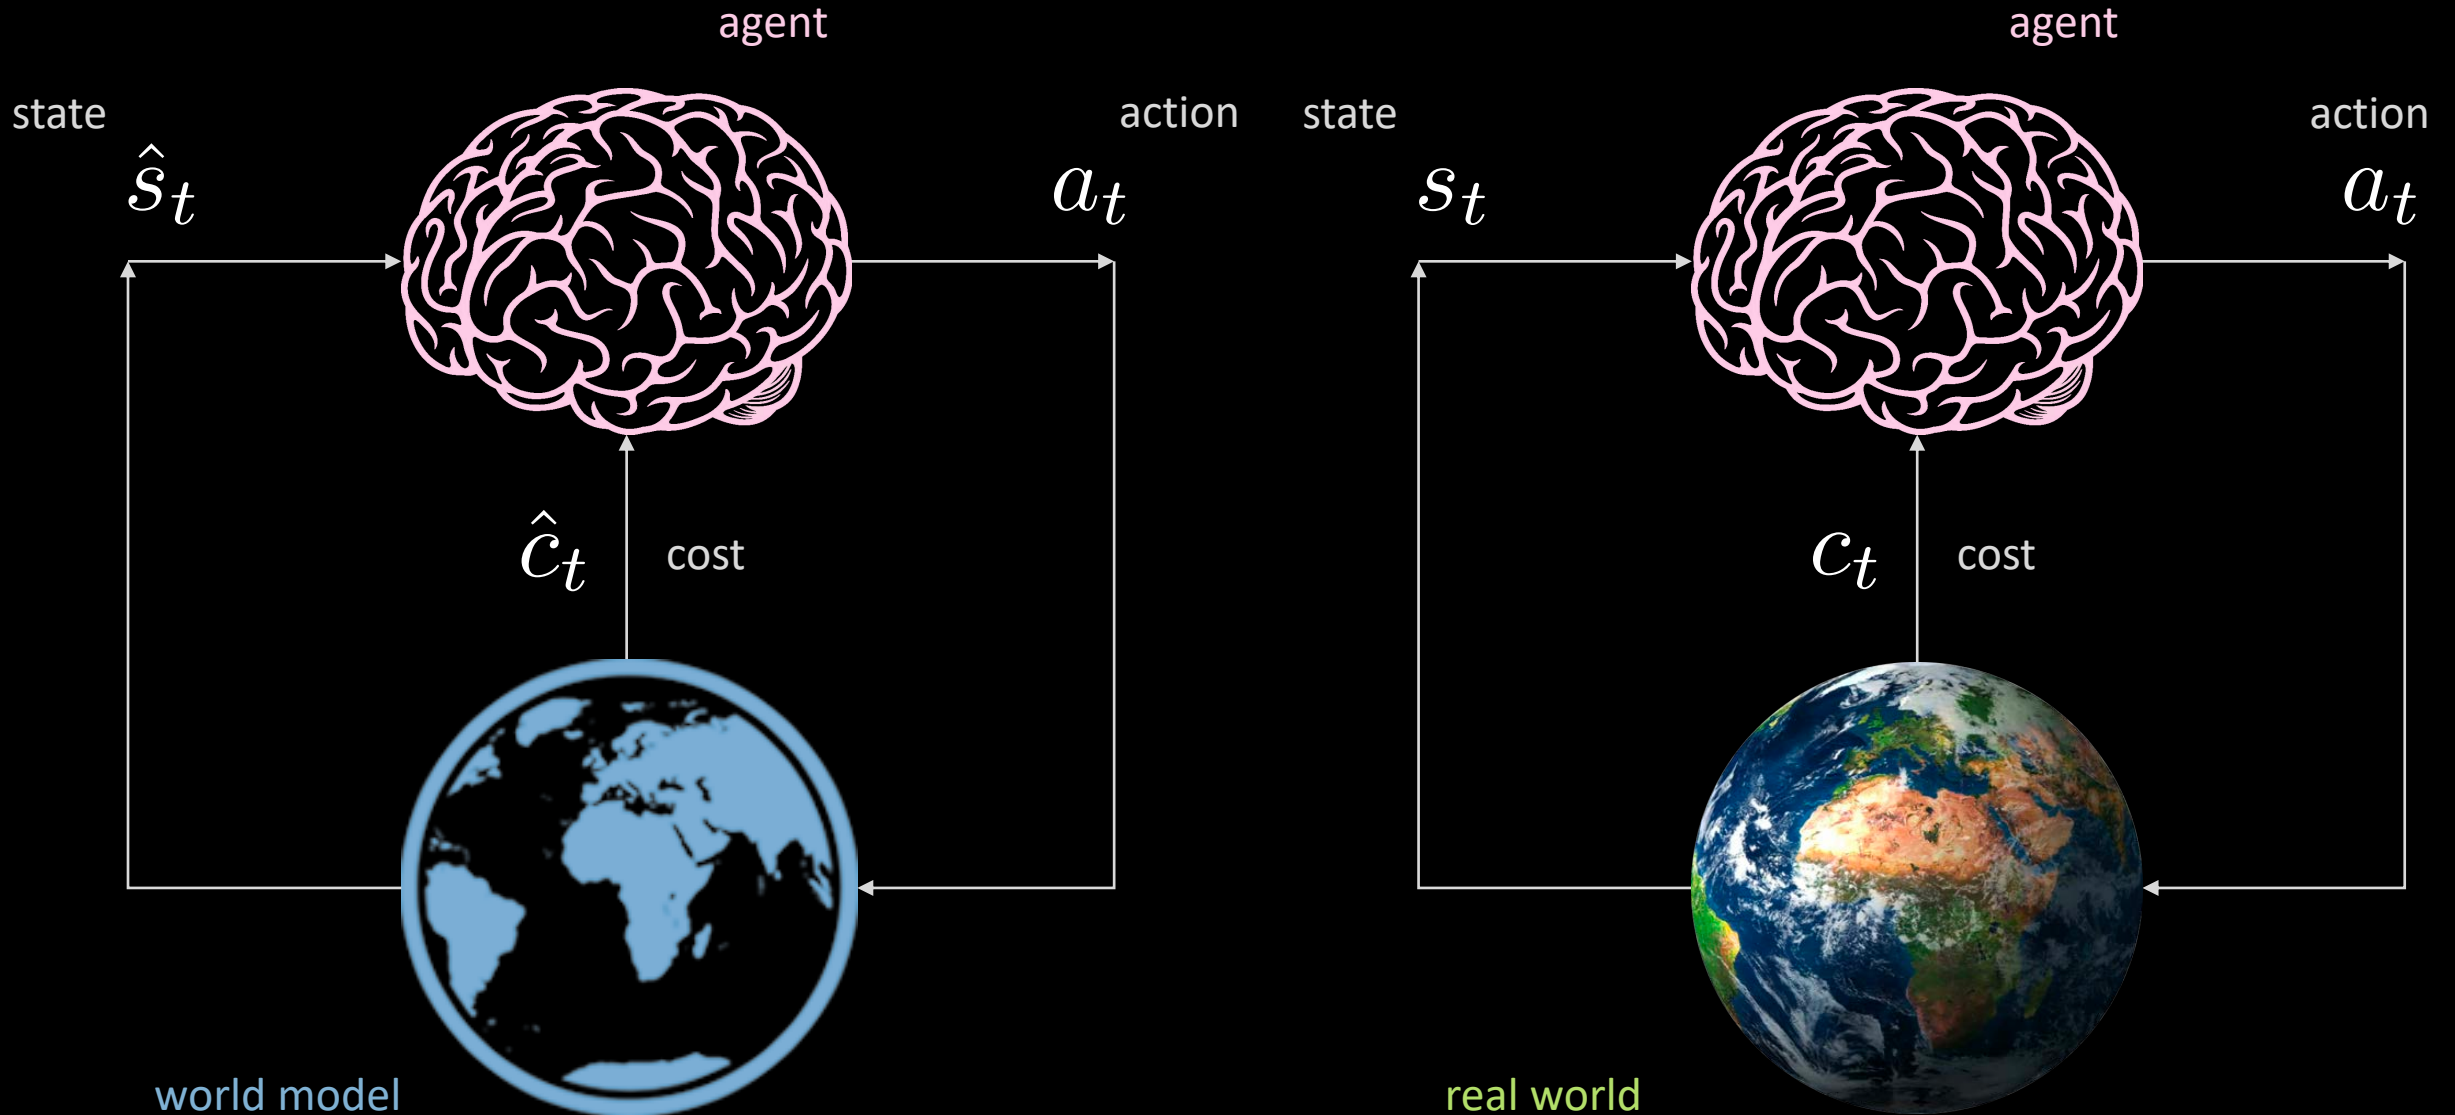 agent
state
action
ŝ_t
a_t
ĉ_t
cost
world model
agent
state
action
s_t
a_t
c_t
cost
real world